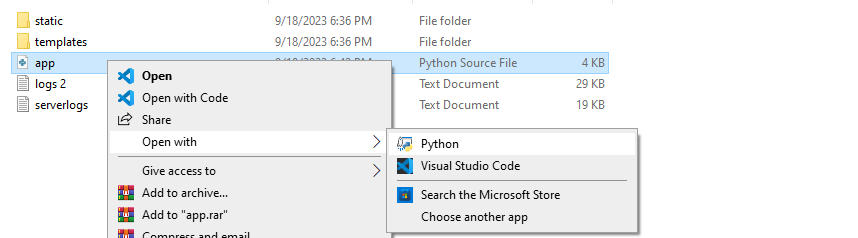 static 9/18/2023 6:36 PM File folder
templates 9/18/2023 6:36 PM File folder
app Python Source File 4 KB
logs 2 Text Document 29 KB
serverlogs Text Document 19 KB
Open
Open with Code
Share
Open with
Give access to
Add to archive...
Add to "app.rar"
Compress and email
Python
Visual Studio Code
Search the Microsoft Store
Choose another app